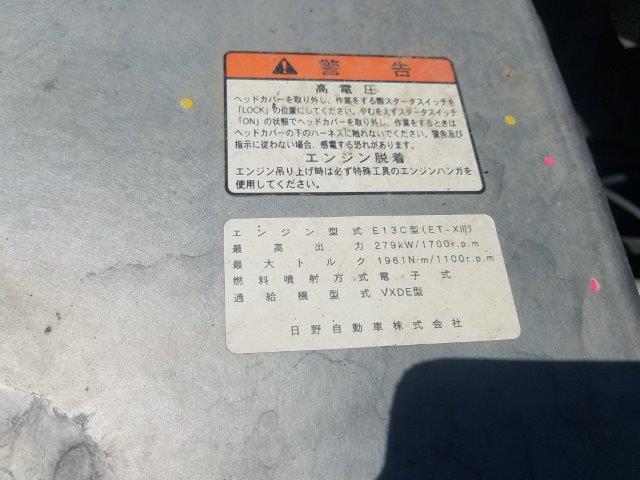 警告
高電圧
ヘッドカバーを取り外し、作業をする際スタータスイッチを
「LOCK」の位置にしてください。やむをえずスタータスイッチ
「ON」の状態でヘッドカバーを取り外し、作業をするときは
ヘッドカバーの下のハーネスに触れないでください。警告及び
指示に従わない場合、感電する恐れがあります。
エンジン脱着
エンジン吊り上げ時は必ず特殊工具のエンジンハンガを
使用してください。
エンジン型式 E13C型(ET-XIII)
最高出力 279kW/1700r.p.m
最大トルク 1961N・m/1100r.p.m
燃料噴射方式 電子式
過給機型式 VXDE型
日野自動車株式会社